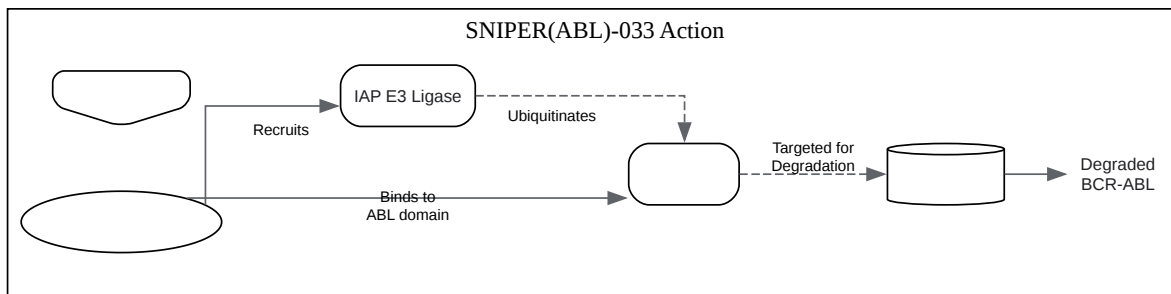 SNIPER(ABL)-033 Action
IAP E3 Ligase
Recruits
Ubiquitinates
Binds to
ABL domain
Targeted for
Degradation
Degraded
BCR-ABL